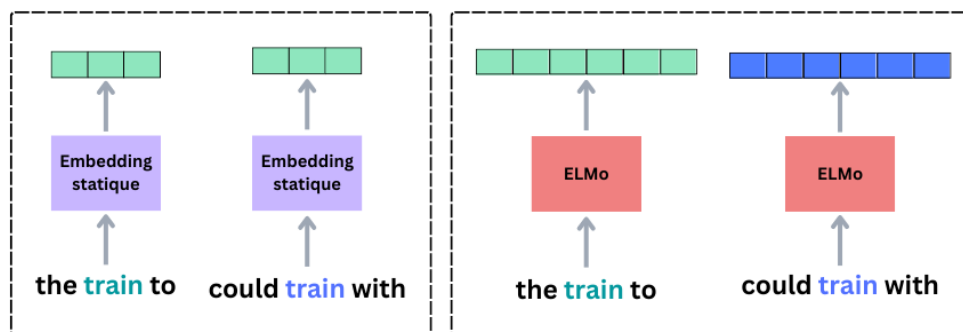 Embedding
statique
Embedding
statique
the train to
could train with
ELMo
ELMo
the train to
could train with